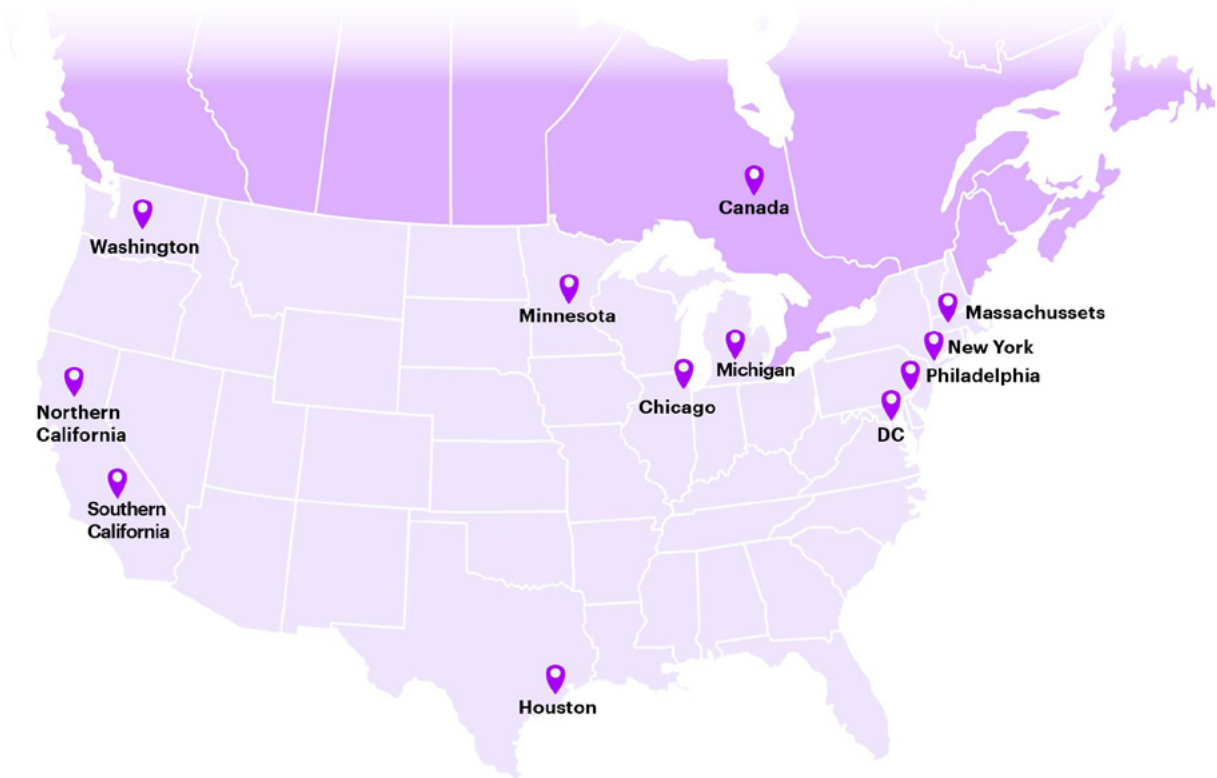 Canada
Washington
Minnesota
Massachussets
New York
Michigan
Philadelphia
Chicago
Northern
California
DC
Southern
California
Houston